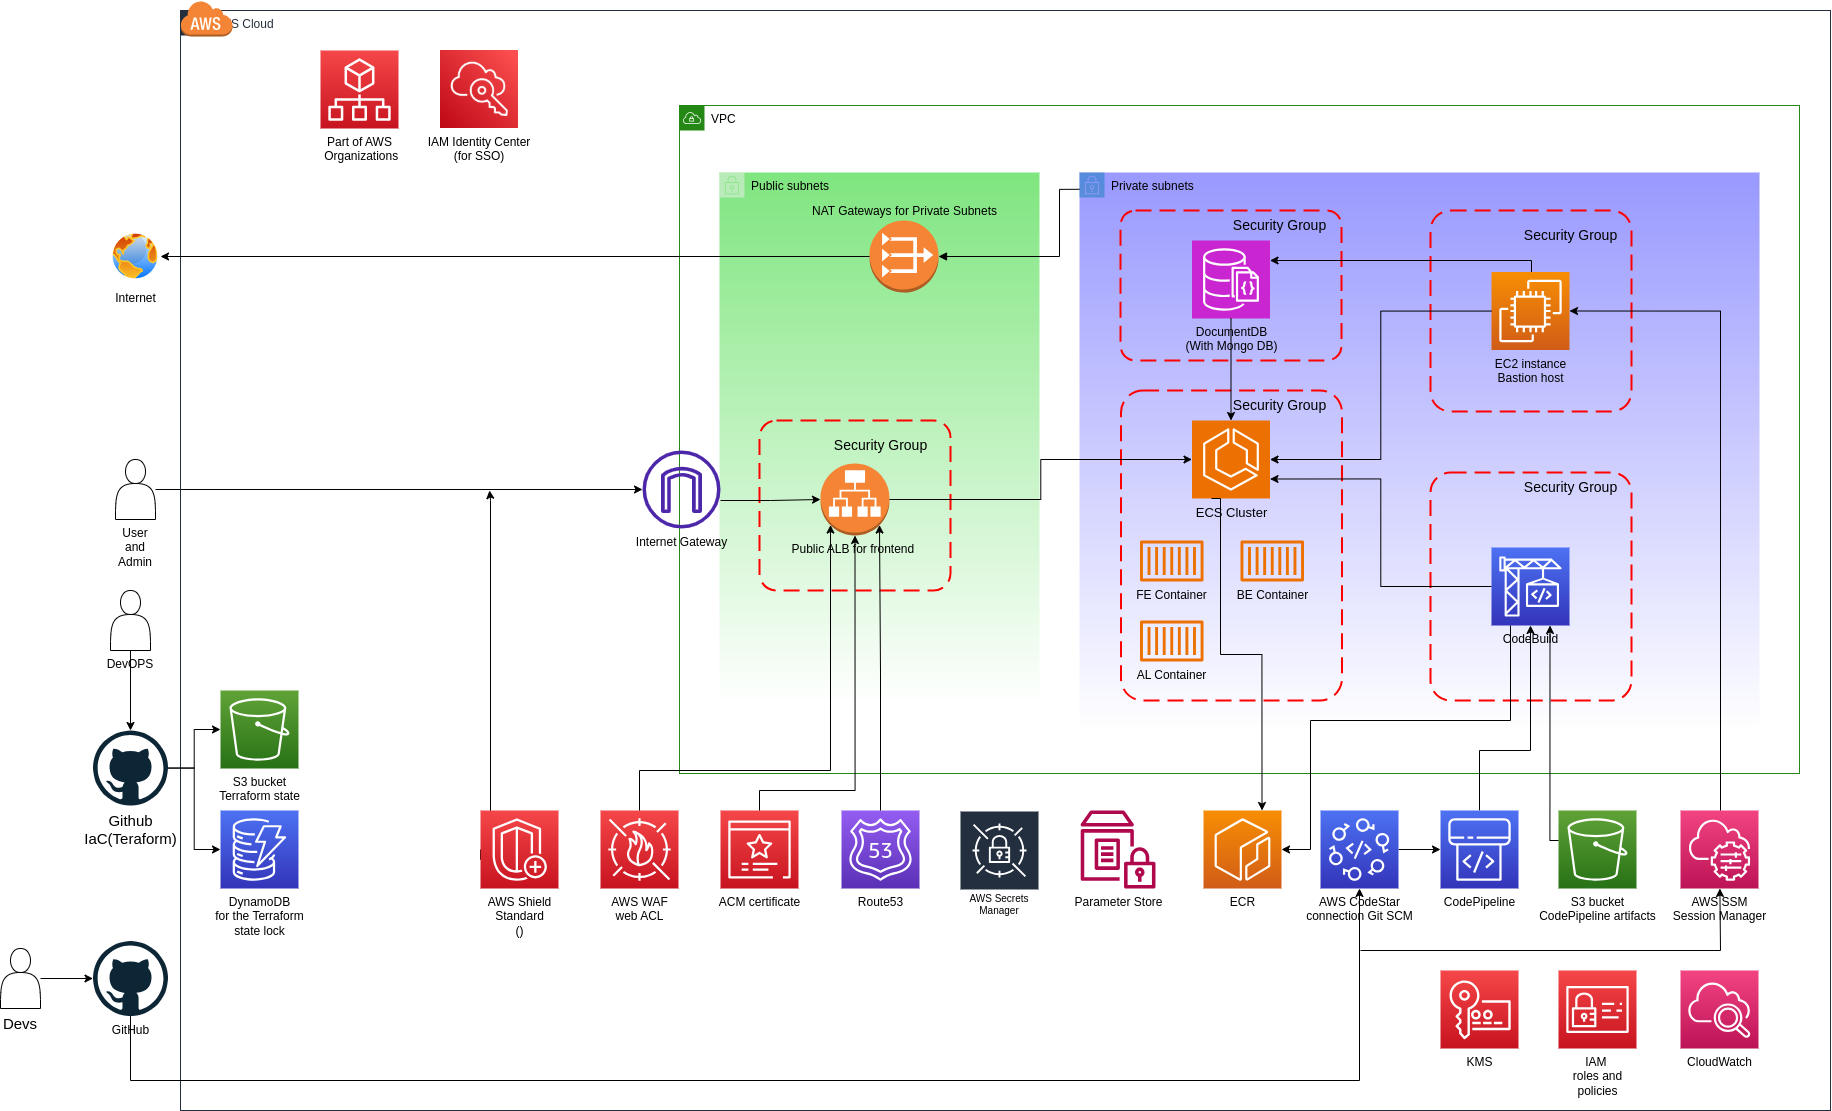 AWS
S Cloud
Part of AWS
Organizations
IAM Identity Center
(for SSO)
VPC
Public subnets
Private subnets
NAT Gateways for Private Subnets
Internet
Security Group
DocumentDB
(With Mongo DB)
Security Group
EC2 instance
Bastion host
Security Group
ECS Cluster
FE Container
BE Container
AL Container
Security Group
CodeBuild
Security Group
Public ALB for frontend
Internet Gateway
User
and
Admin
DevOPS
Github
IaC(Teraform)
S3 bucket
Terraform state
DynamoDB
for the Terraform
state lock
AWS Shield
Standard
()
AWS WAF
web ACL
ACM certificate
53
Route53
AWS Secrets
Manager
Parameter Store
ECR
AWS CodeStar
connection Git SCM
CodePipeline
S3 bucket
CodePipeline artifacts
AWS SSM
Session Manager
Devs
GitHub
KMS
IAM
roles and
policies
CloudWatch